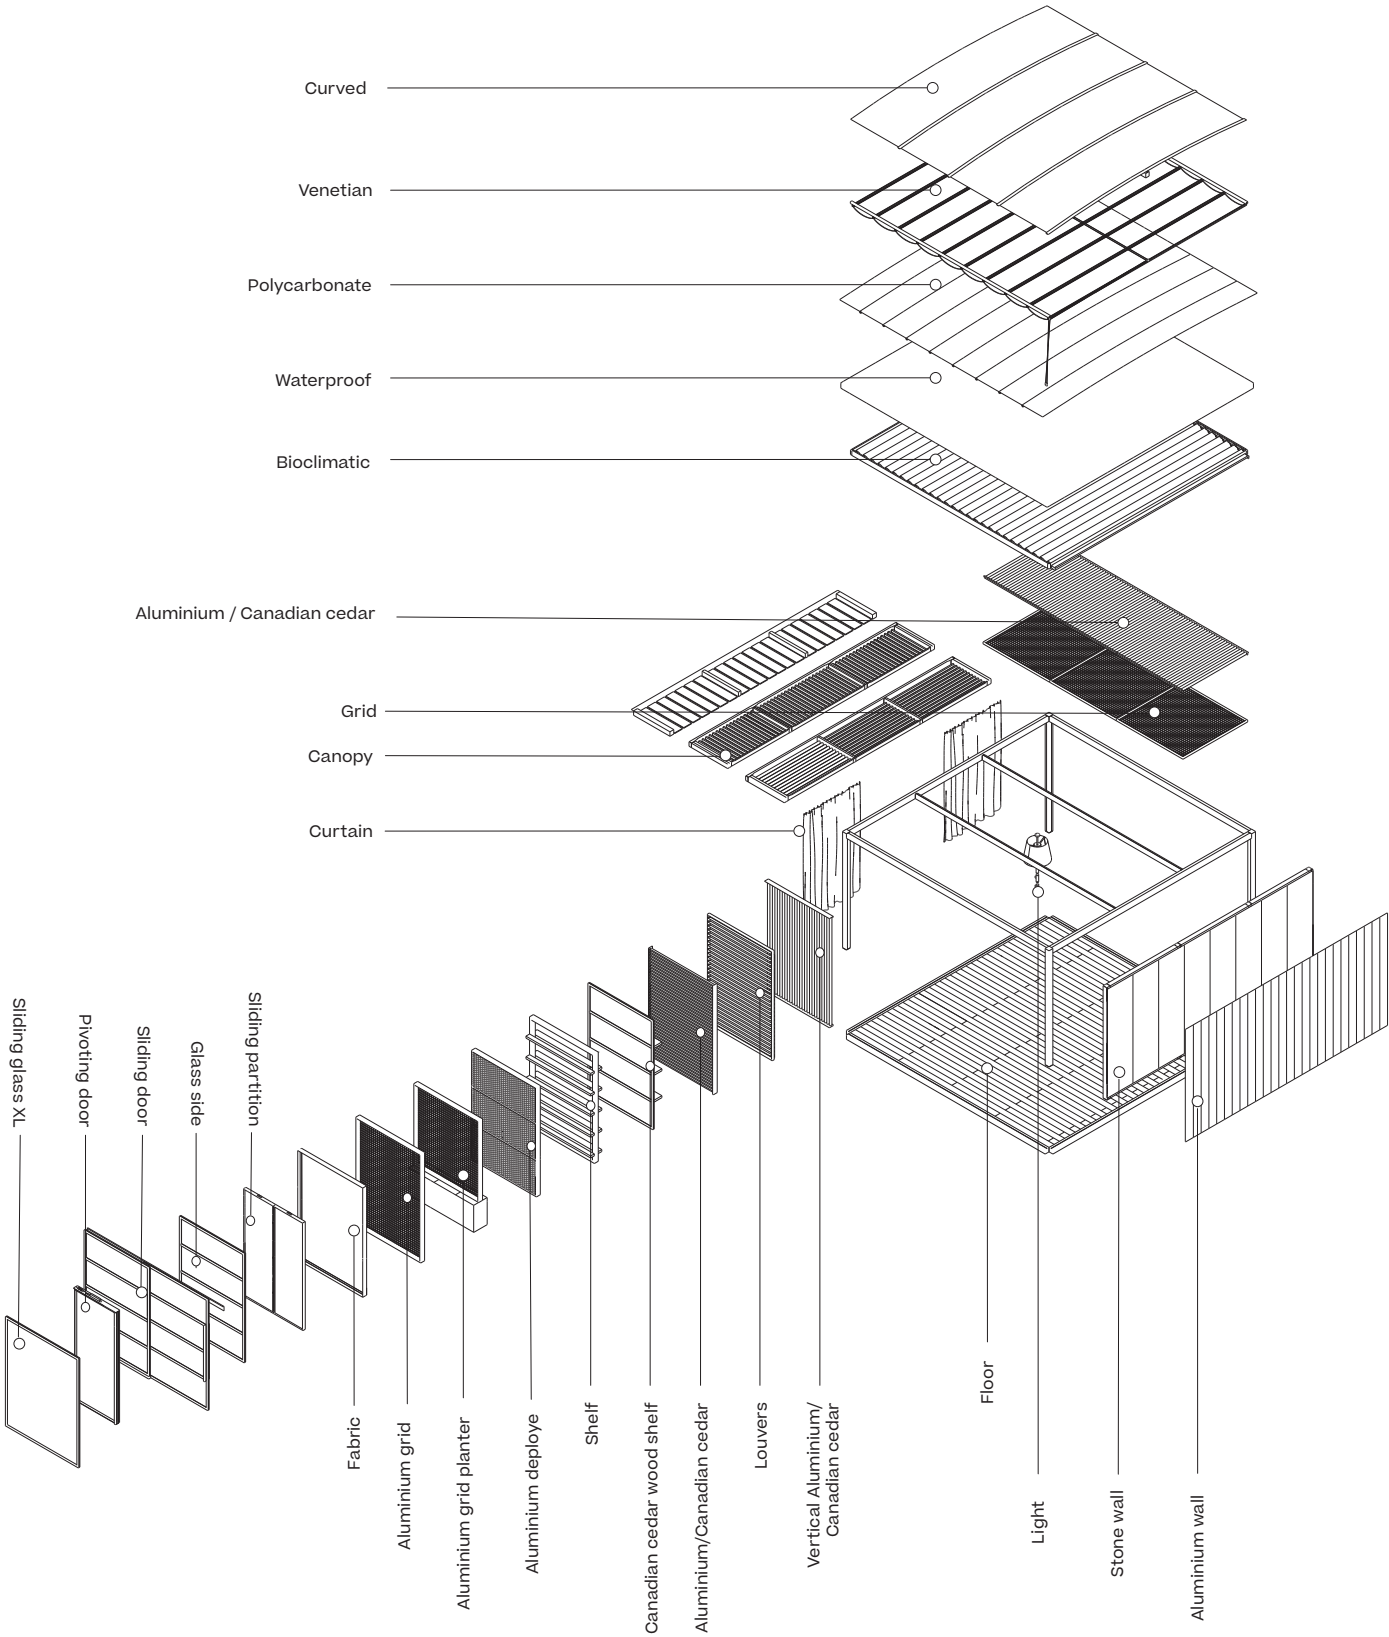 Curved
Venetian
Polycarbonate
Waterproof
Bioclimatic
Aluminium / Canadian cedar
Grid
Canopy
Curtain
Sliding glass XL
Pivoting door
Sliding door
Glass side
Sliding partition
Fabric
Aluminium grid
Aluminium grid planter
Aluminium deploye
Shelf
Canadian cedar wood shelf
Aluminium/Canadian cedar
Louvers
Vertical Aluminium/
Canadian cedar
Floor
Light
Stone wall
Aluminium wall